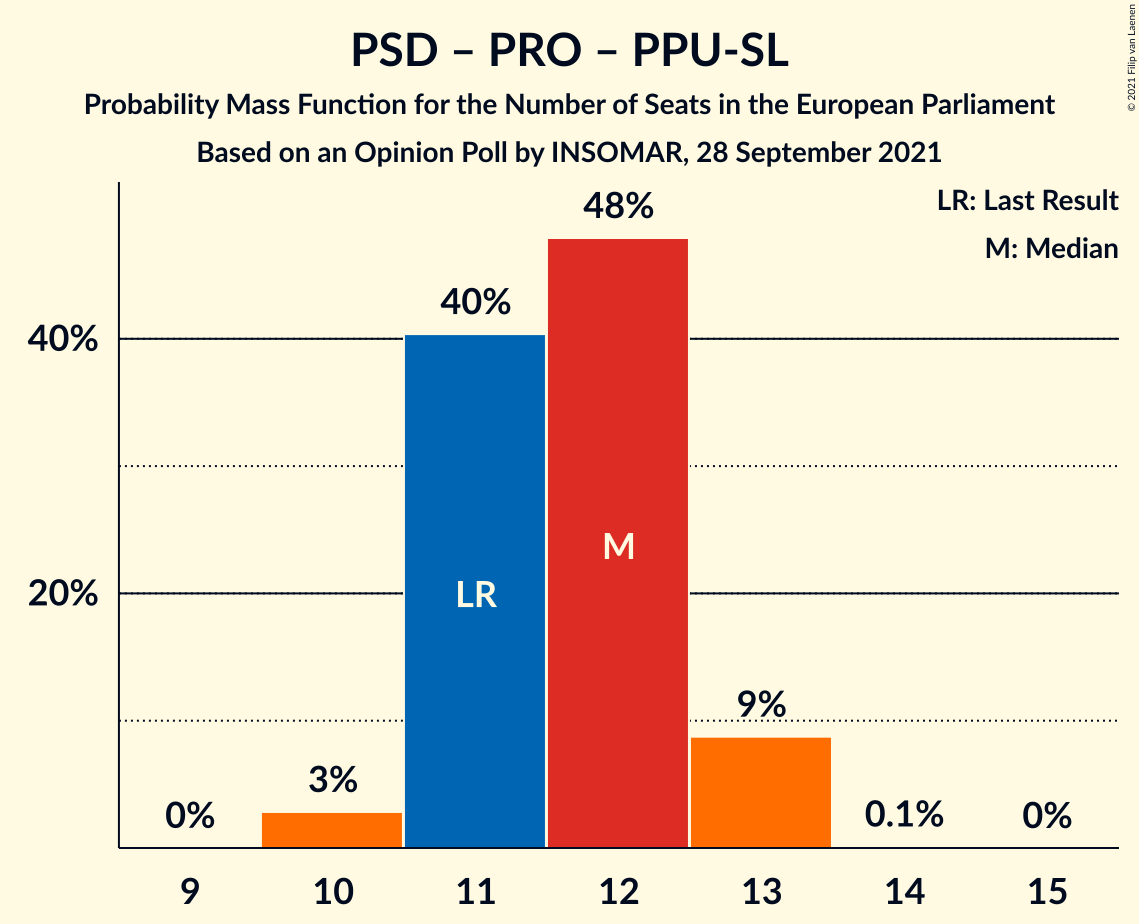 PSD – PRO – PPU-SL
Probability Mass Function for the Number of Seats in the European Parliament
Based on an Opinion Poll by INSOMAR, 28 September 2021
© 2021 Filip van Laenen
LR: Last Result
M: Median
48%
40%
40%
M
LR
20%
9%
3%
0%
0.1%
0%
9 10 11 12 13 14 15